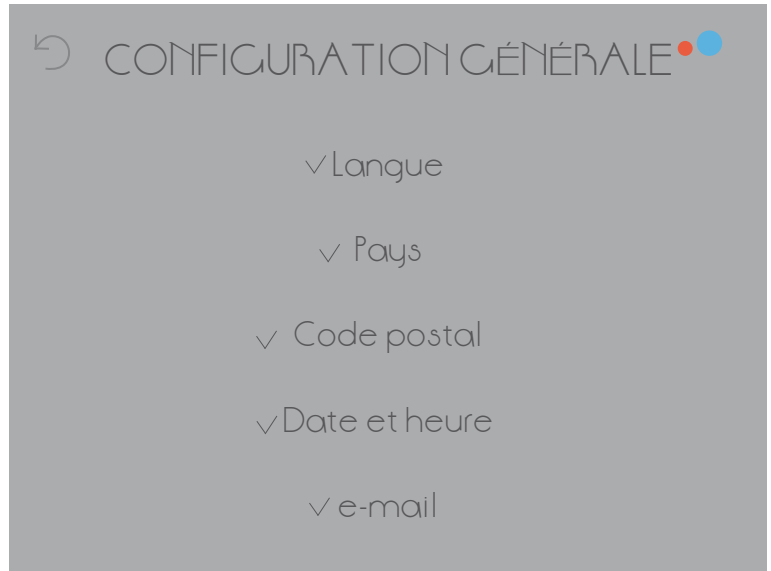 CONFIGURATION GÉNÉRALE
Langue
Pays
Code postal
Date et heure
e-mail